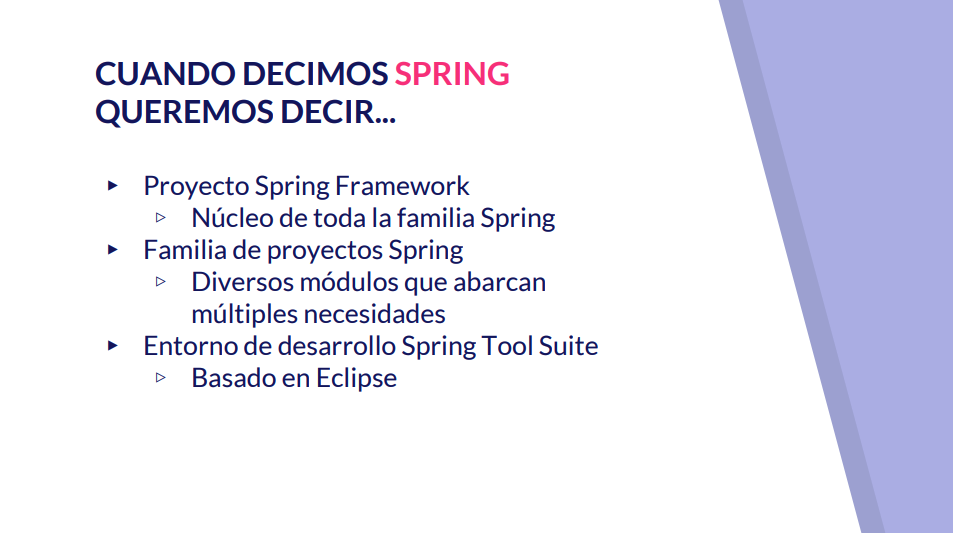 CUANDO DECIMOS SPRING
QUEREMOS DECIR...
▸ Proyecto Spring Framework
▹ Núcleo de toda la familia Spring
▸ Familia de proyectos Spring
▹ Diversos módulos que abarcan
múltiples necesidades
▸ Entorno de desarrollo Spring Tool Suite
▹ Basado en Eclipse